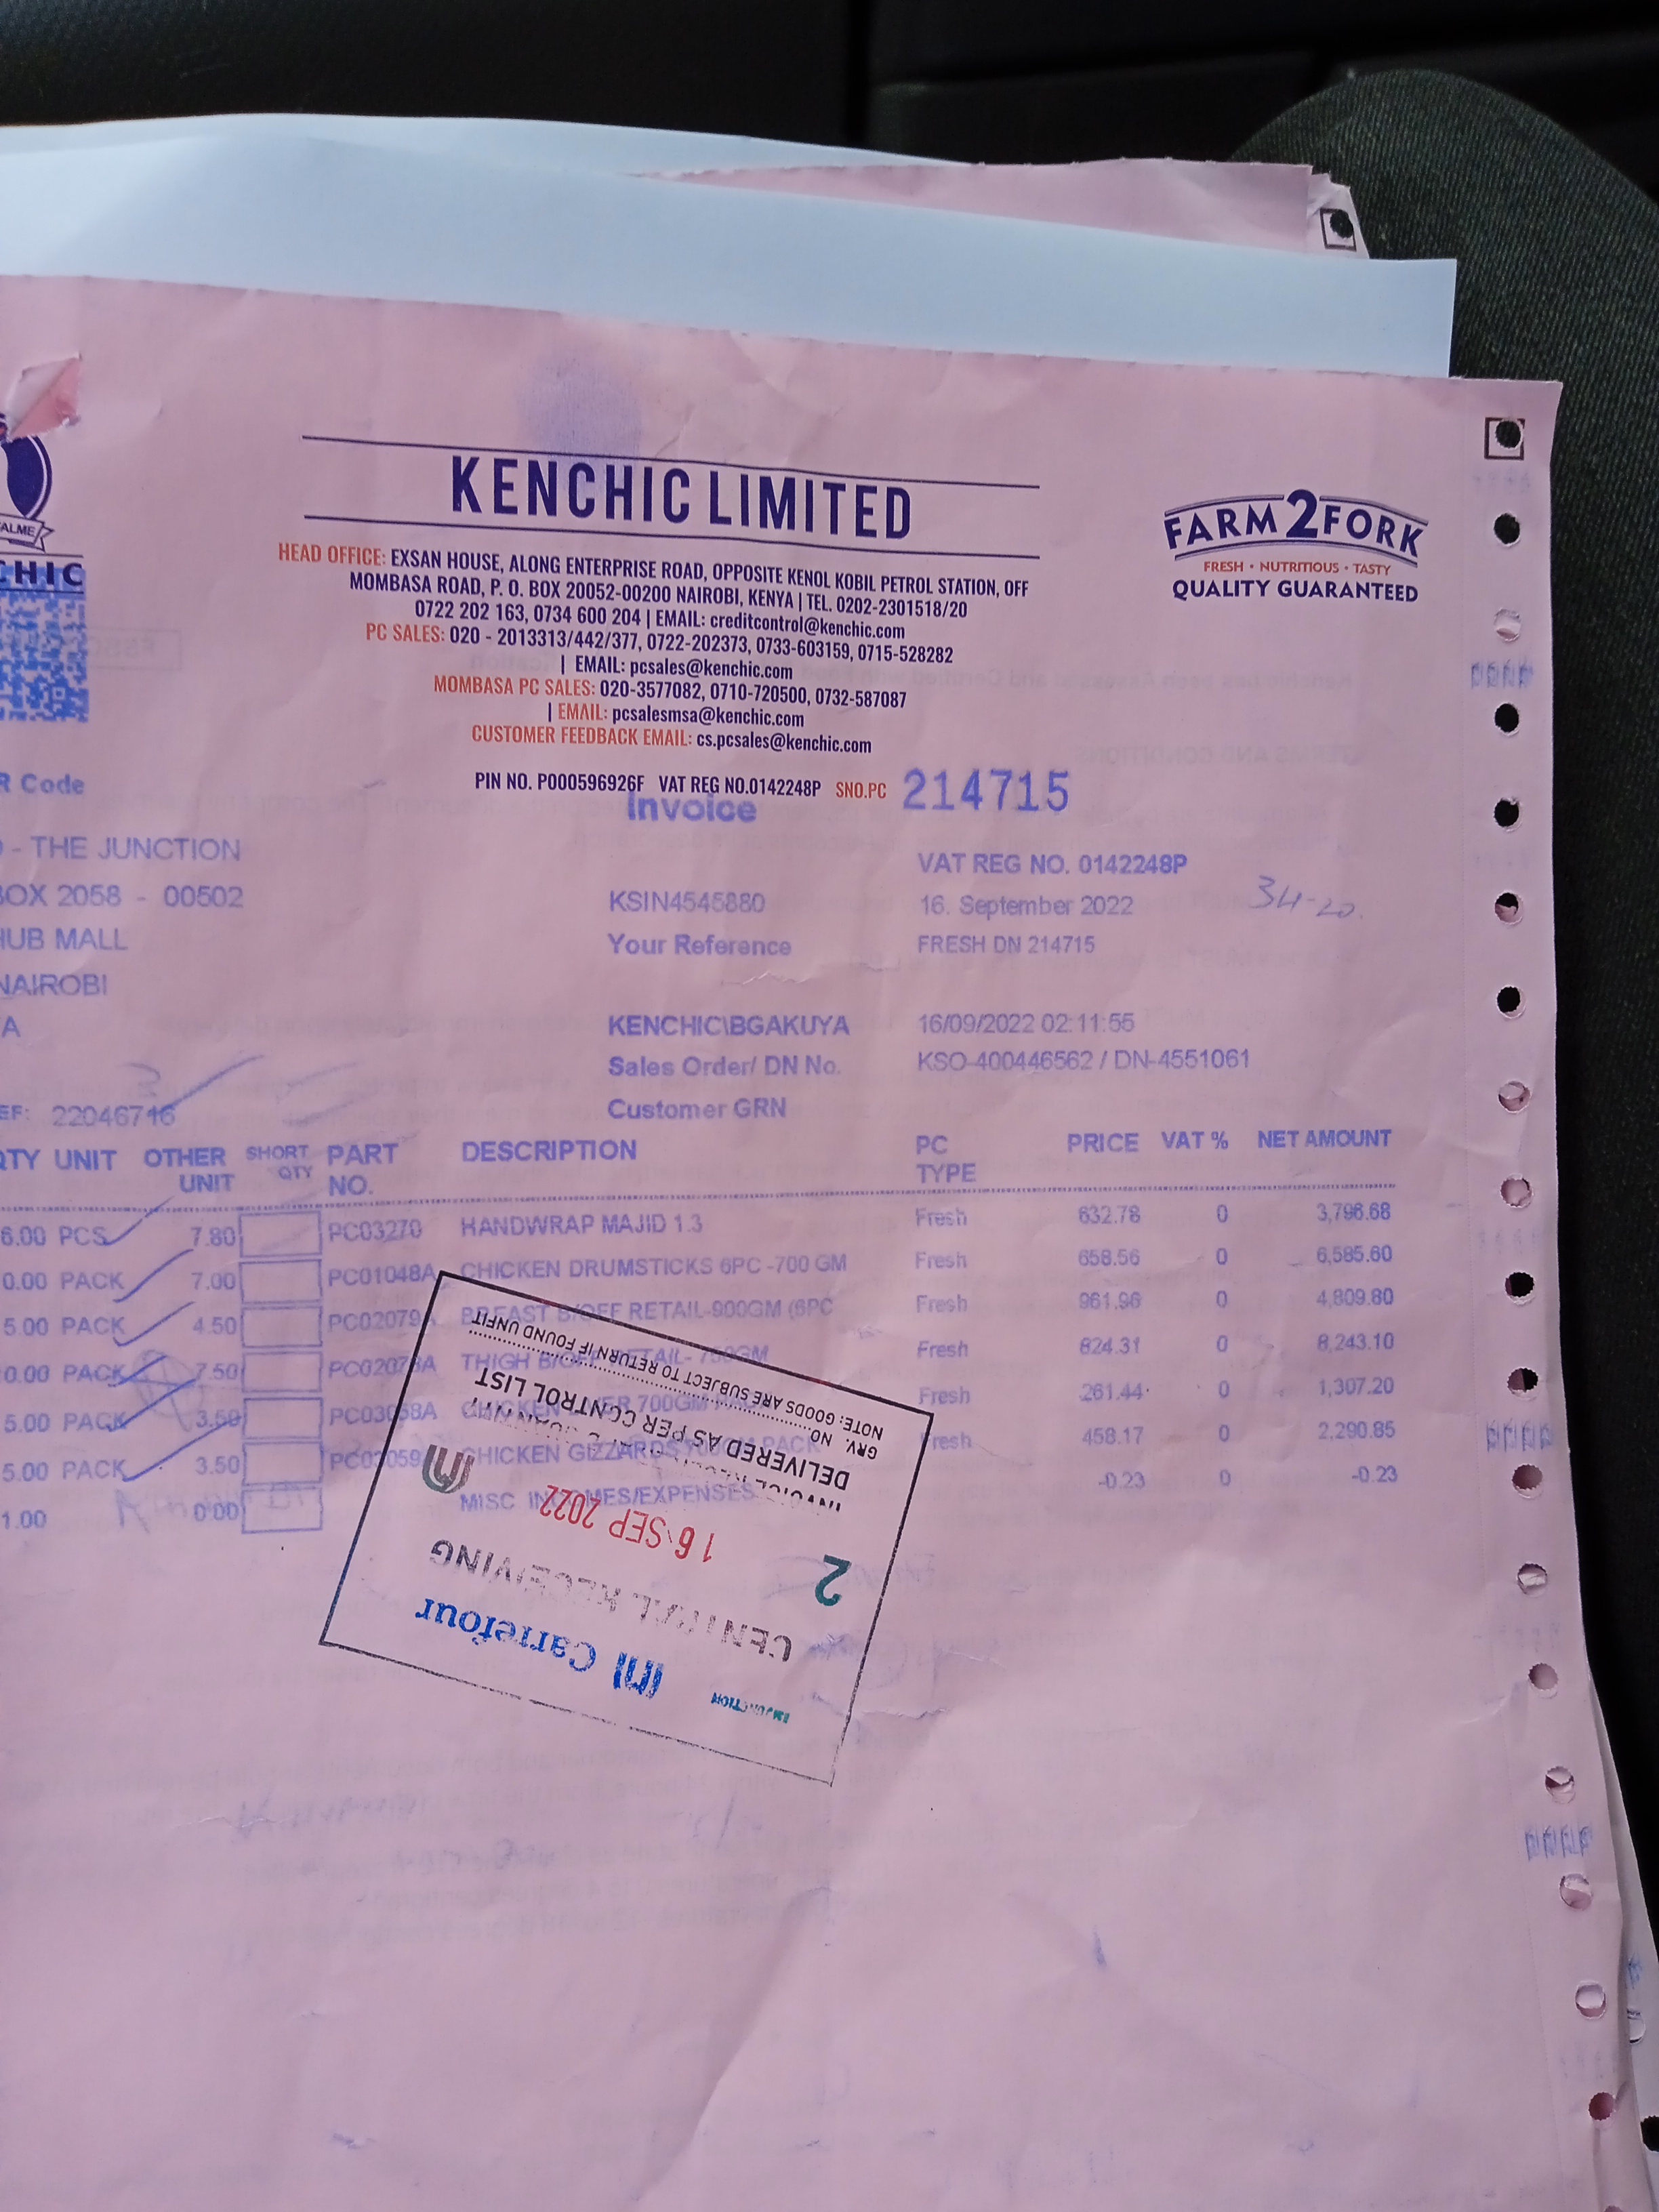 KENCHIC LIMITED
HEAD OFFICE: EXSAN HOUSE, ALONG ENTERPRISE ROAD, OPPOSITE KENOL KOBIL PETROL STATION, OFF
MOMBASA ROAD, P. O. BOX 20052-00200 NAIROBI, KENYA | TEL. 0202-2301518/20
0722 202 163, 0734 600 204 | EMAIL: creditcontrol@kenchic.com
PC SALES: 020 - 2013313/442/377, 0722-202373, 0733-603159, 0715-528282
| EMAIL: pcsales@kenchic.com
MOMBASA PC SALES: 020-3577082, 0710-720500, 0732-587087
| EMAIL: pcsalesmsa@kenchic.com
CUSTOMER FEEDBACK EMAIL: cs.pcsales@kenchic.com
FARM 2 FORK
FRESH • NUTRITIOUS • TASTY
QUALITY GUARANTEED
ALME
CHIC
PIN NO. P000596926F VAT REG NO.0142248P SNO.PC 214715
Invoice
R Code
- THE JUNCTION
BOX 2058 - 00502
HUB MALL
NAIROBI
A
VAT REG NO. 0142248P
KSIN4545880 16. September 2022 34-20
Your Reference FRESH DN 214715
KENCHIC\BGAKUYA 16/09/2022 02:11:55
Sales Order/ DN No. KSO-400446562 / DN-4551061
Customer GRN
EF: 22046716
3
QTY UNIT OTHER UNIT SHORT QTY PART NO. DESCRIPTION PC TYPE PRICE VAT % NET AMOUNT
6.00 PCS 7.80 PC03270 HANDWRAP MAJID 1.3 Fresh 632.78 0 3,796.68
0.00 PACK 7.00 PC01048A CHICKEN DRUMSTICKS 6PC -700 GM Fresh 658.56 0 6,585.60
5.00 PACK 4.50 PC02079A BREAST B/OFF RETAIL-900GM (6PC Fresh 961.96 0 4,809.80
0.00 PACK 7.50 PC02078A THIGH B/OFF RETAIL- 750GM Fresh 824.31 0 8,243.10
5.00 PACK 3.50 PC03058A CHICKEN LIVER 700GM Fresh 261.44 0 1,307.20
5.00 PACK 3.50 PC03059 CHICKEN GIZZARDS PACK Fresh 458.17 0 2,290.85
1.00 0.00 MISC INCOMES/EXPENSES -0.23 0 -0.23
JUNCTION
Carrefour
CENTRAL RECEIVING
2
16 SEP 2022
DELIVERED AS PER CONTROL LIST
GRV. NO.
NOTE: GOODS ARE SUBJECT TO RETURN IF FOUND UNFIT